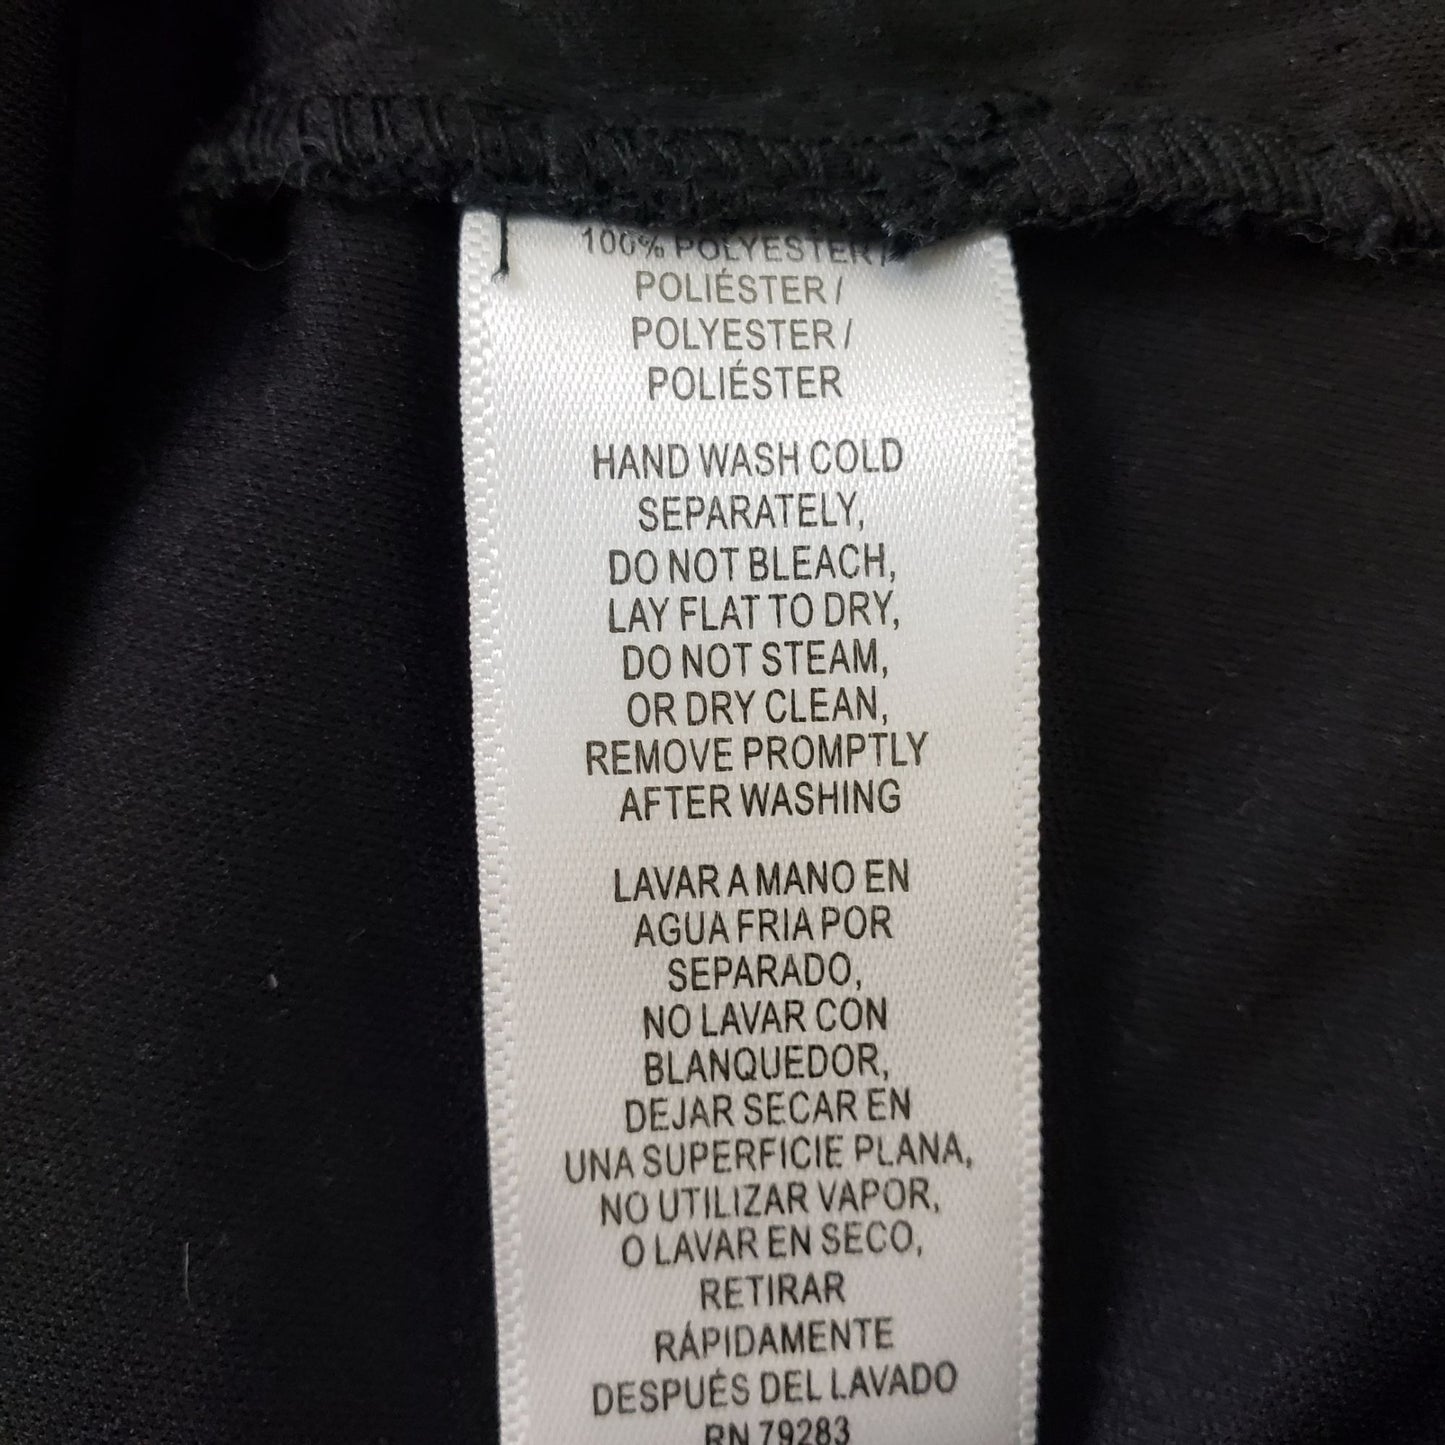 100% POLYESTER /
POLIÉSTER /
POLYESTER /
POLIÉSTER
HAND WASH COLD
SEPARATELY,
DO NOT BLEACH,
LAY FLAT TO DRY,
DO NOT STEAM,
OR DRY CLEAN,
REMOVE PROMPTLY
AFTER WASHING
LAVAR A MANO EN
AGUA FRIA POR
SEPARADO,
NO LAVAR CON
BLANQUEDOR,
DEJAR SECAR EN
UNA SUPERFICIE PLANA,
NO UTILIZAR VAPOR,
O LAVAR EN SECO,
RETIRAR
RÁPIDAMENTE
DESPUÉS DEL LAVADO
RN 79283